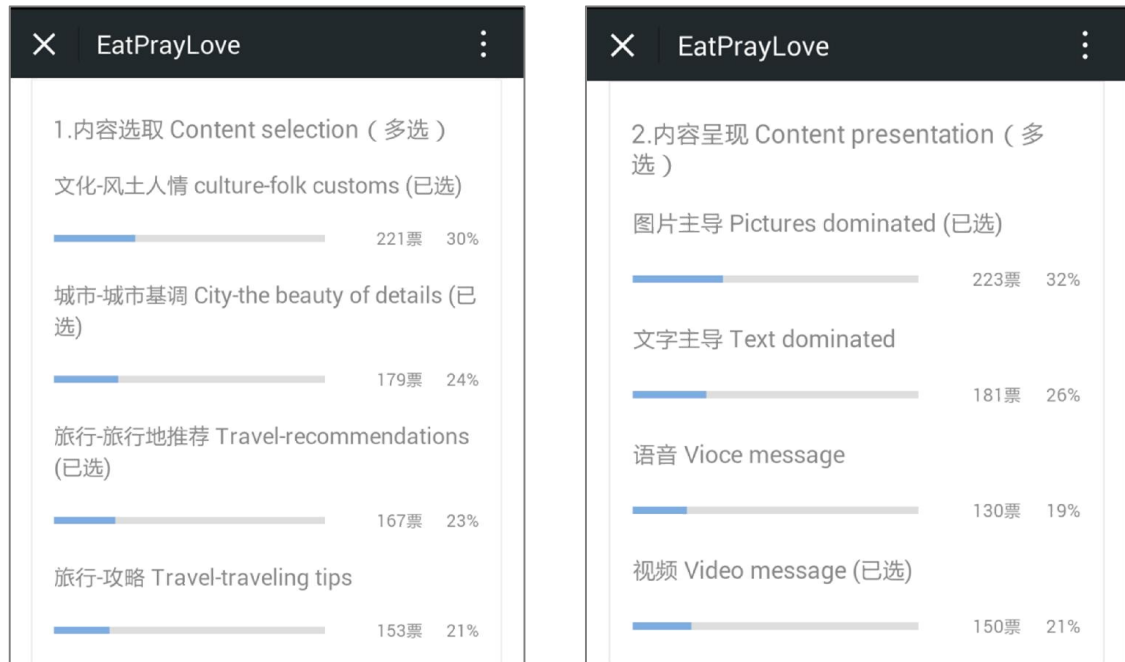 EatPrayLove
1.内容选取 Content selection（多选）
文化-风土人情 culture-folk customs (已选)
221票 30%
城市-城市基调 City-the beauty of details (已
选)
179票 24%
旅行-旅行地推荐 Travel-recommendations
(已选)
167票 23%
旅行-攻略 Travel-traveling tips
153票 21%
EatPrayLove
2.内容呈现 Content presentation（多
选）
图片主导 Pictures dominated (已选)
223票 32%
文字主导 Text dominated
181票 26%
语音 Vioce message
130票 19%
视频 Video message (已选)
150票 21%